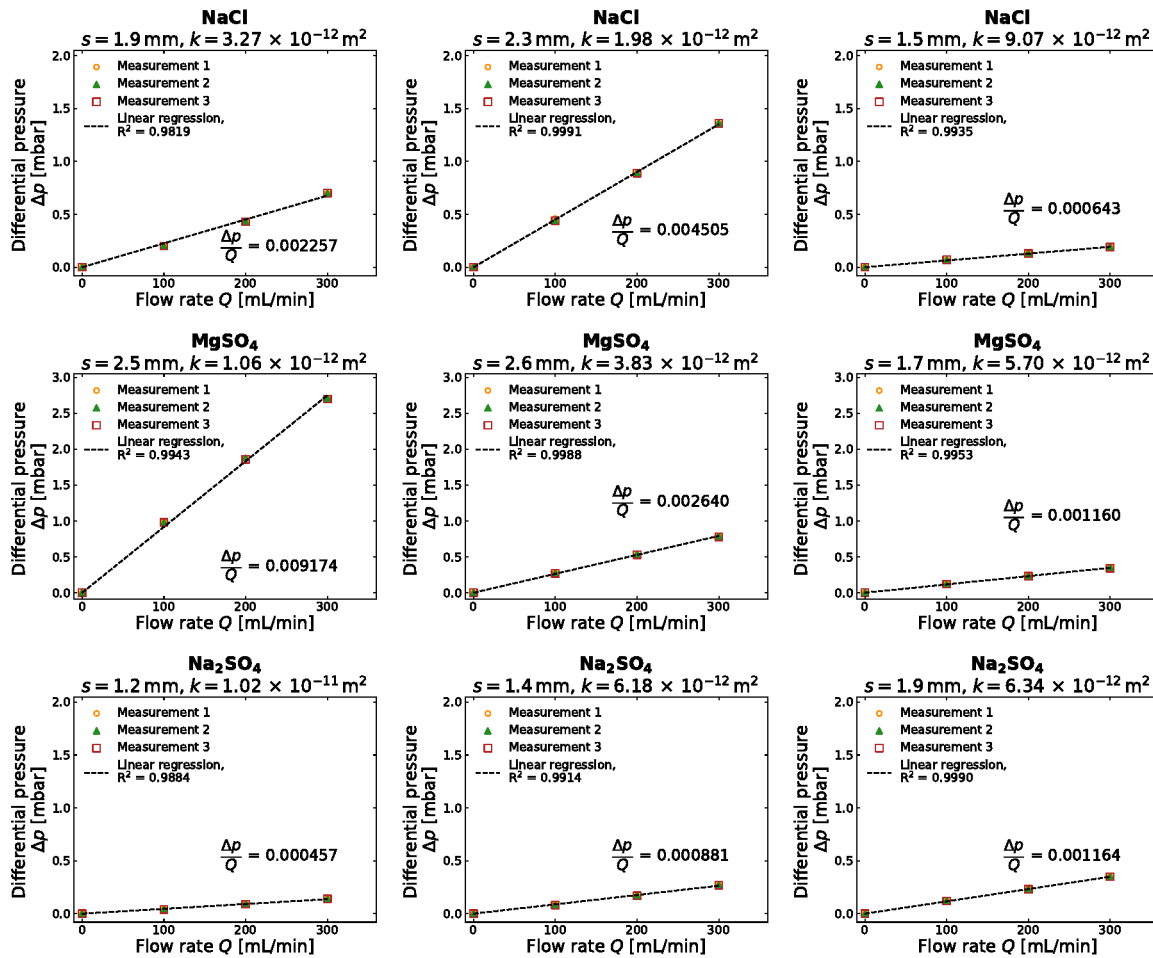 NaCl
s = 1.9 mm, k = 3.27 × 10⁻¹² m²
2.0
1.5
1.0
0.5
0.0
Differential pressure
Δp [mbar]
Measurement 1
Measurement 2
Measurement 3
Linear regression,
R² = 0.9819
Δp/Q = 0.002257
0 100 200 300
Flow rate Q [mL/min]
NaCl
s = 2.3 mm, k = 1.98 × 10⁻¹² m²
2.0
1.5
1.0
0.5
0.0
Differential pressure
Δp [mbar]
Measurement 1
Measurement 2
Measurement 3
Linear regression,
R² = 0.9991
Δp/Q = 0.004505
0 100 200 300
Flow rate Q [mL/min]
NaCl
s = 1.5 mm, k = 9.07 × 10⁻¹² m²
2.0
1.5
1.0
0.5
0.0
Differential pressure
Δp [mbar]
Measurement 1
Measurement 2
Measurement 3
Linear regression,
R² = 0.9935
Δp/Q = 0.000643
0 100 200 300
Flow rate Q [mL/min]
MgSO₄
s = 2.5 mm, k = 1.06 × 10⁻¹² m²
3.0
2.5
2.0
1.5
1.0
0.5
0.0
Differential pressure
Δp [mbar]
Measurement 1
Measurement 2
Measurement 3
Linear regression,
R² = 0.9943
Δp/Q = 0.009174
0 100 200 300
Flow rate Q [mL/min]
MgSO₄
s = 2.6 mm, k = 3.83 × 10⁻¹² m²
3.0
2.5
2.0
1.5
1.0
0.5
0.0
Differential pressure
Δp [mbar]
Measurement 1
Measurement 2
Measurement 3
Linear regression,
R² = 0.9988
Δp/Q = 0.002640
0 100 200 300
Flow rate Q [mL/min]
MgSO₄
s = 1.7 mm, k = 5.70 × 10⁻¹² m²
3.0
2.5
2.0
1.5
1.0
0.5
0.0
Differential pressure
Δp [mbar]
Measurement 1
Measurement 2
Measurement 3
Linear regression,
R² = 0.9953
Δp/Q = 0.001160
0 100 200 300
Flow rate Q [mL/min]
Na₂SO₄
s = 1.2 mm, k = 1.02 × 10⁻¹¹ m²
2.0
1.5
1.0
0.5
0.0
Differential pressure
Δp [mbar]
Measurement 1
Measurement 2
Measurement 3
Linear regression,
R² = 0.9884
Δp/Q = 0.000457
0 100 200 300
Flow rate Q [mL/min]
Na₂SO₄
s = 1.4 mm, k = 6.18 × 10⁻¹² m²
2.0
1.5
1.0
0.5
0.0
Differential pressure
Δp [mbar]
Measurement 1
Measurement 2
Measurement 3
Linear regression,
R² = 0.9914
Δp/Q = 0.000881
0 100 200 300
Flow rate Q [mL/min]
Na₂SO₄
s = 1.9 mm, k = 6.34 × 10⁻¹² m²
2.0
1.5
1.0
0.5
0.0
Differential pressure
Δp [mbar]
Measurement 1
Measurement 2
Measurement 3
Linear regression,
R² = 0.9990
Δp/Q = 0.001164
0 100 200 300
Flow rate Q [mL/min]